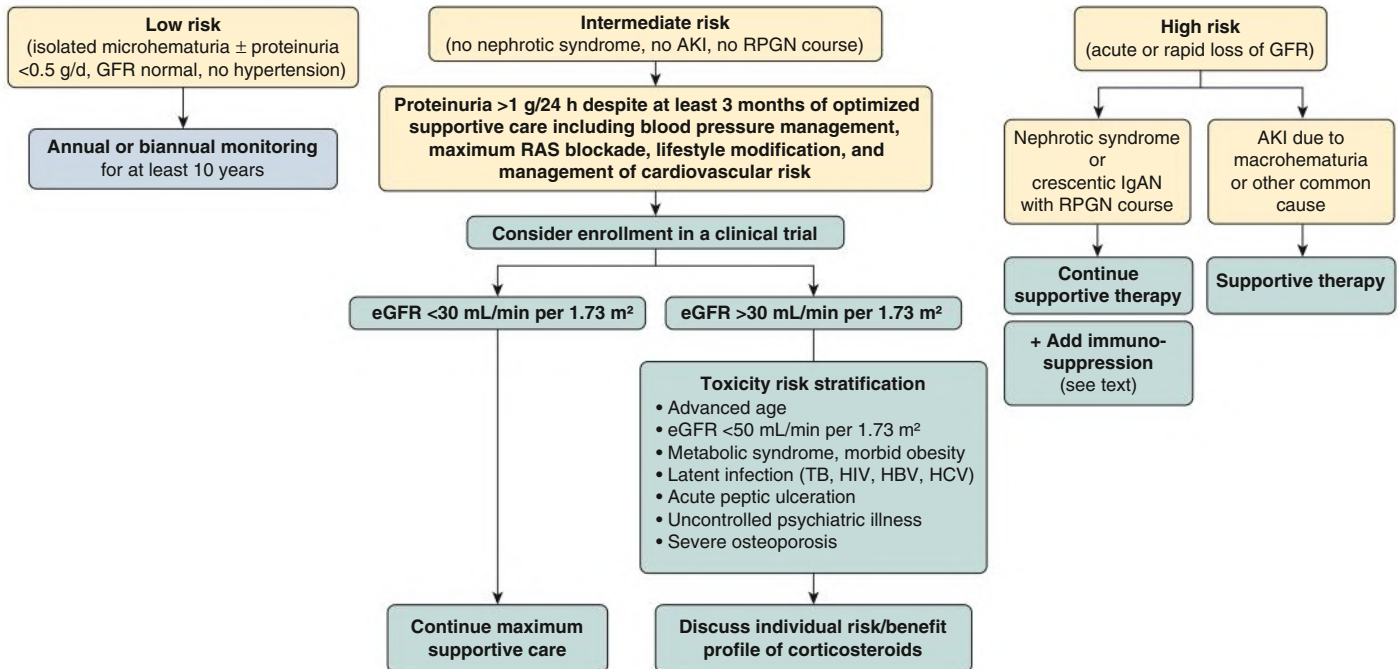 Low risk
(isolated microhematuria ± proteinuria
<0.5 g/d, GFR normal, no hypertension)
Annual or biannual monitoring
for at least 10 years
Intermediate risk
(no nephrotic syndrome, no AKI, no RPGN course)
Proteinuria >1 g/24 h despite at least 3 months of optimized
supportive care including blood pressure management,
maximum RAS blockade, lifestyle modification, and
management of cardiovascular risk
Consider enrollment in a clinical trial
eGFR <30 mL/min per 1.73 m²
eGFR >30 mL/min per 1.73 m²
Toxicity risk stratification
• Advanced age
• eGFR <50 mL/min per 1.73 m²
• Metabolic syndrome, morbid obesity
• Latent infection (TB, HIV, HBV, HCV)
• Acute peptic ulceration
• Uncontrolled psychiatric illness
• Severe osteoporosis
Continue maximum
supportive care
Discuss individual risk/benefit
profile of corticosteroids
High risk
(acute or rapid loss of GFR)
Nephrotic syndrome
or
crescentic IgAN
with RPGN course
AKI due to
macrohematuria
or other common
cause
Continue
supportive therapy
Supportive therapy
+ Add immuno-
suppression
(see text)